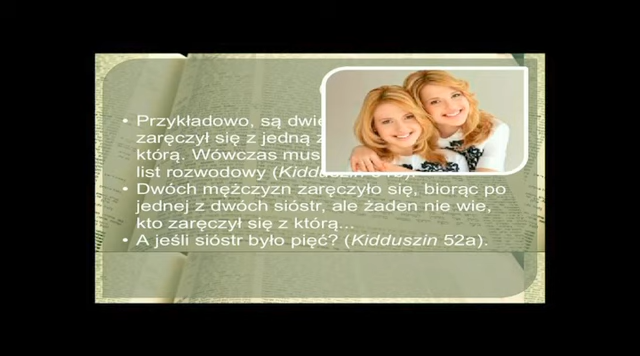 Przykładowo, są dwie
zaręczył się z jedną z
którą. Wówczas mus
list rozwodowy (Kidduszin
Dwóch mężczyzn zaręczyło się, biorąc po
jednej z dwóch sióstr, ale żaden nie wie,
kto zaręczył się z którą...
A jeśli sióstr było pięć? (Kidduszin 52a).